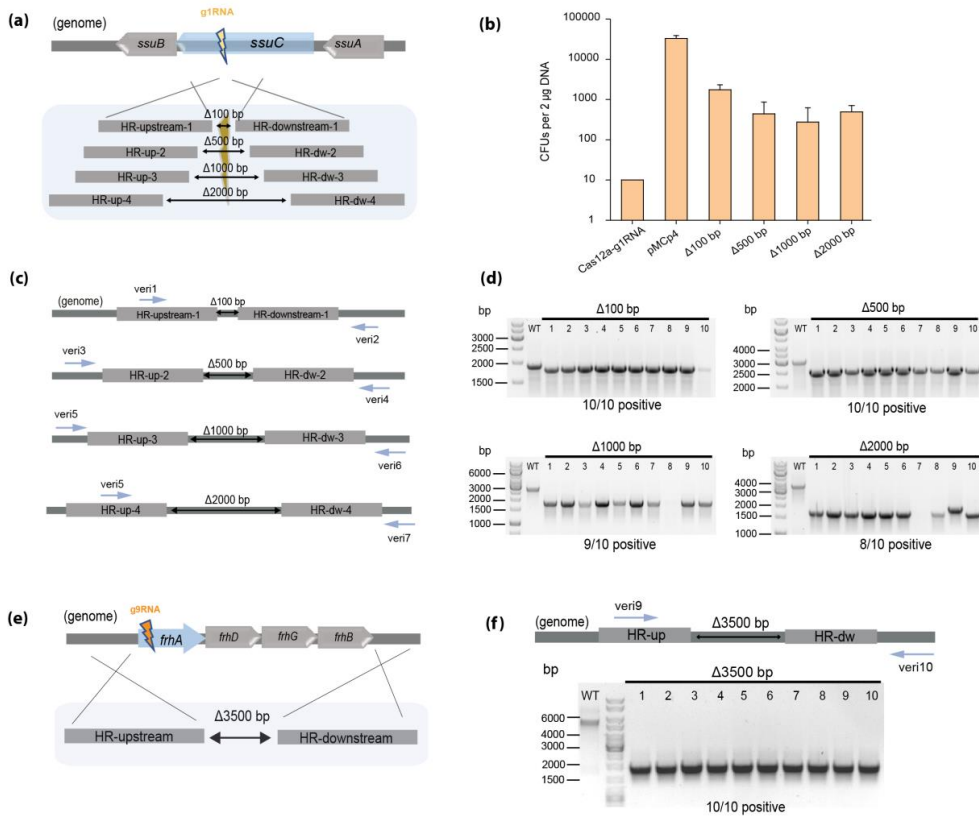 (a)
(genome)
g1RNA
ssuB
ssuC
ssuA
Δ100 bp
HR-upstream-1
HR-downstream-1
Δ500 bp
HR-up-2
HR-dw-2
Δ1000 bp
HR-up-3
HR-dw-3
Δ2000 bp
HR-up-4
HR-dw-4
(b)
CFUs per 2 µg DNA
100000
10000
1000
100
10
1
Cas12a-g1RNA
pMCp4
Δ100 bp
Δ500 bp
Δ1000 bp
Δ2000 bp
(c)
(genome)
veri1
Δ100 bp
HR-upstream-1
HR-downstream-1
veri2
veri3
Δ500 bp
HR-up-2
HR-dw-2
veri4
veri5
Δ1000 bp
HR-up-3
HR-dw-3
veri6
veri5
Δ2000 bp
HR-up-4
HR-dw-4
veri7
(d)
bp
Δ100 bp
WT 1 2 3 4 5 6 7 8 9 10
3000
2000
1500
10/10 positive
bp
Δ500 bp
WT 1 2 3 4 5 6 7 8 9 10
4000
3000
2500
2000
10/10 positive
bp
Δ1000 bp
WT 1 2 3 4 5 6 7 8 9 10
6000
3000
2000
1500
1000
9/10 positive
bp
Δ2000 bp
WT 1 2 3 4 5 6 7 8 9 10
4000
3000
2000
1500
1000
8/10 positive
(e)
(genome)
g9RNA
frhA
frhD
frhG
frhB
Δ3500 bp
HR-upstream
HR-downstream
(f)
(genome)
veri9
HR-up
Δ3500 bp
HR-dw
veri10
bp
Δ3500 bp
WT
1 2 3 4 5 6 7 8 9 10
6000
4000
3000
2000
1500
10/10 positive